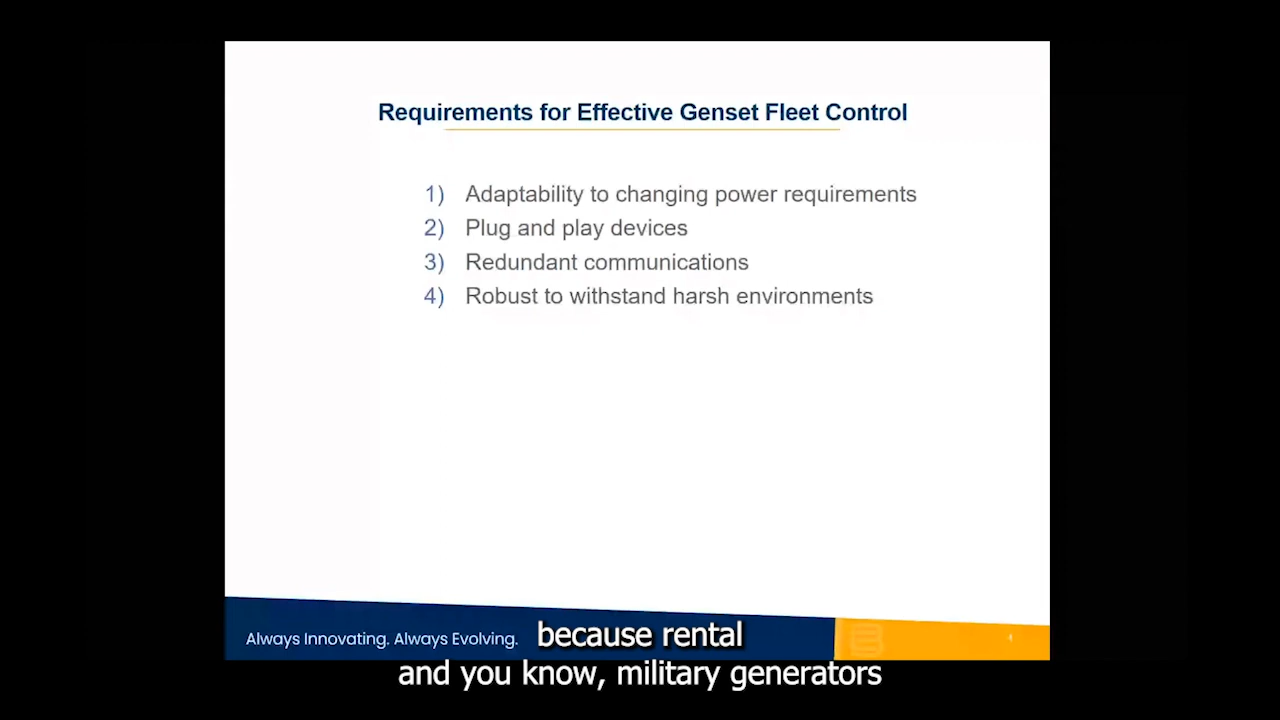 Requirements for Effective Genset Fleet Control
1) Adaptability to changing power requirements
2) Plug and play devices
3) Redundant communications
4) Robust to withstand harsh environments
Always Innovating. Always Evolving.
because rental
and you know, military generators